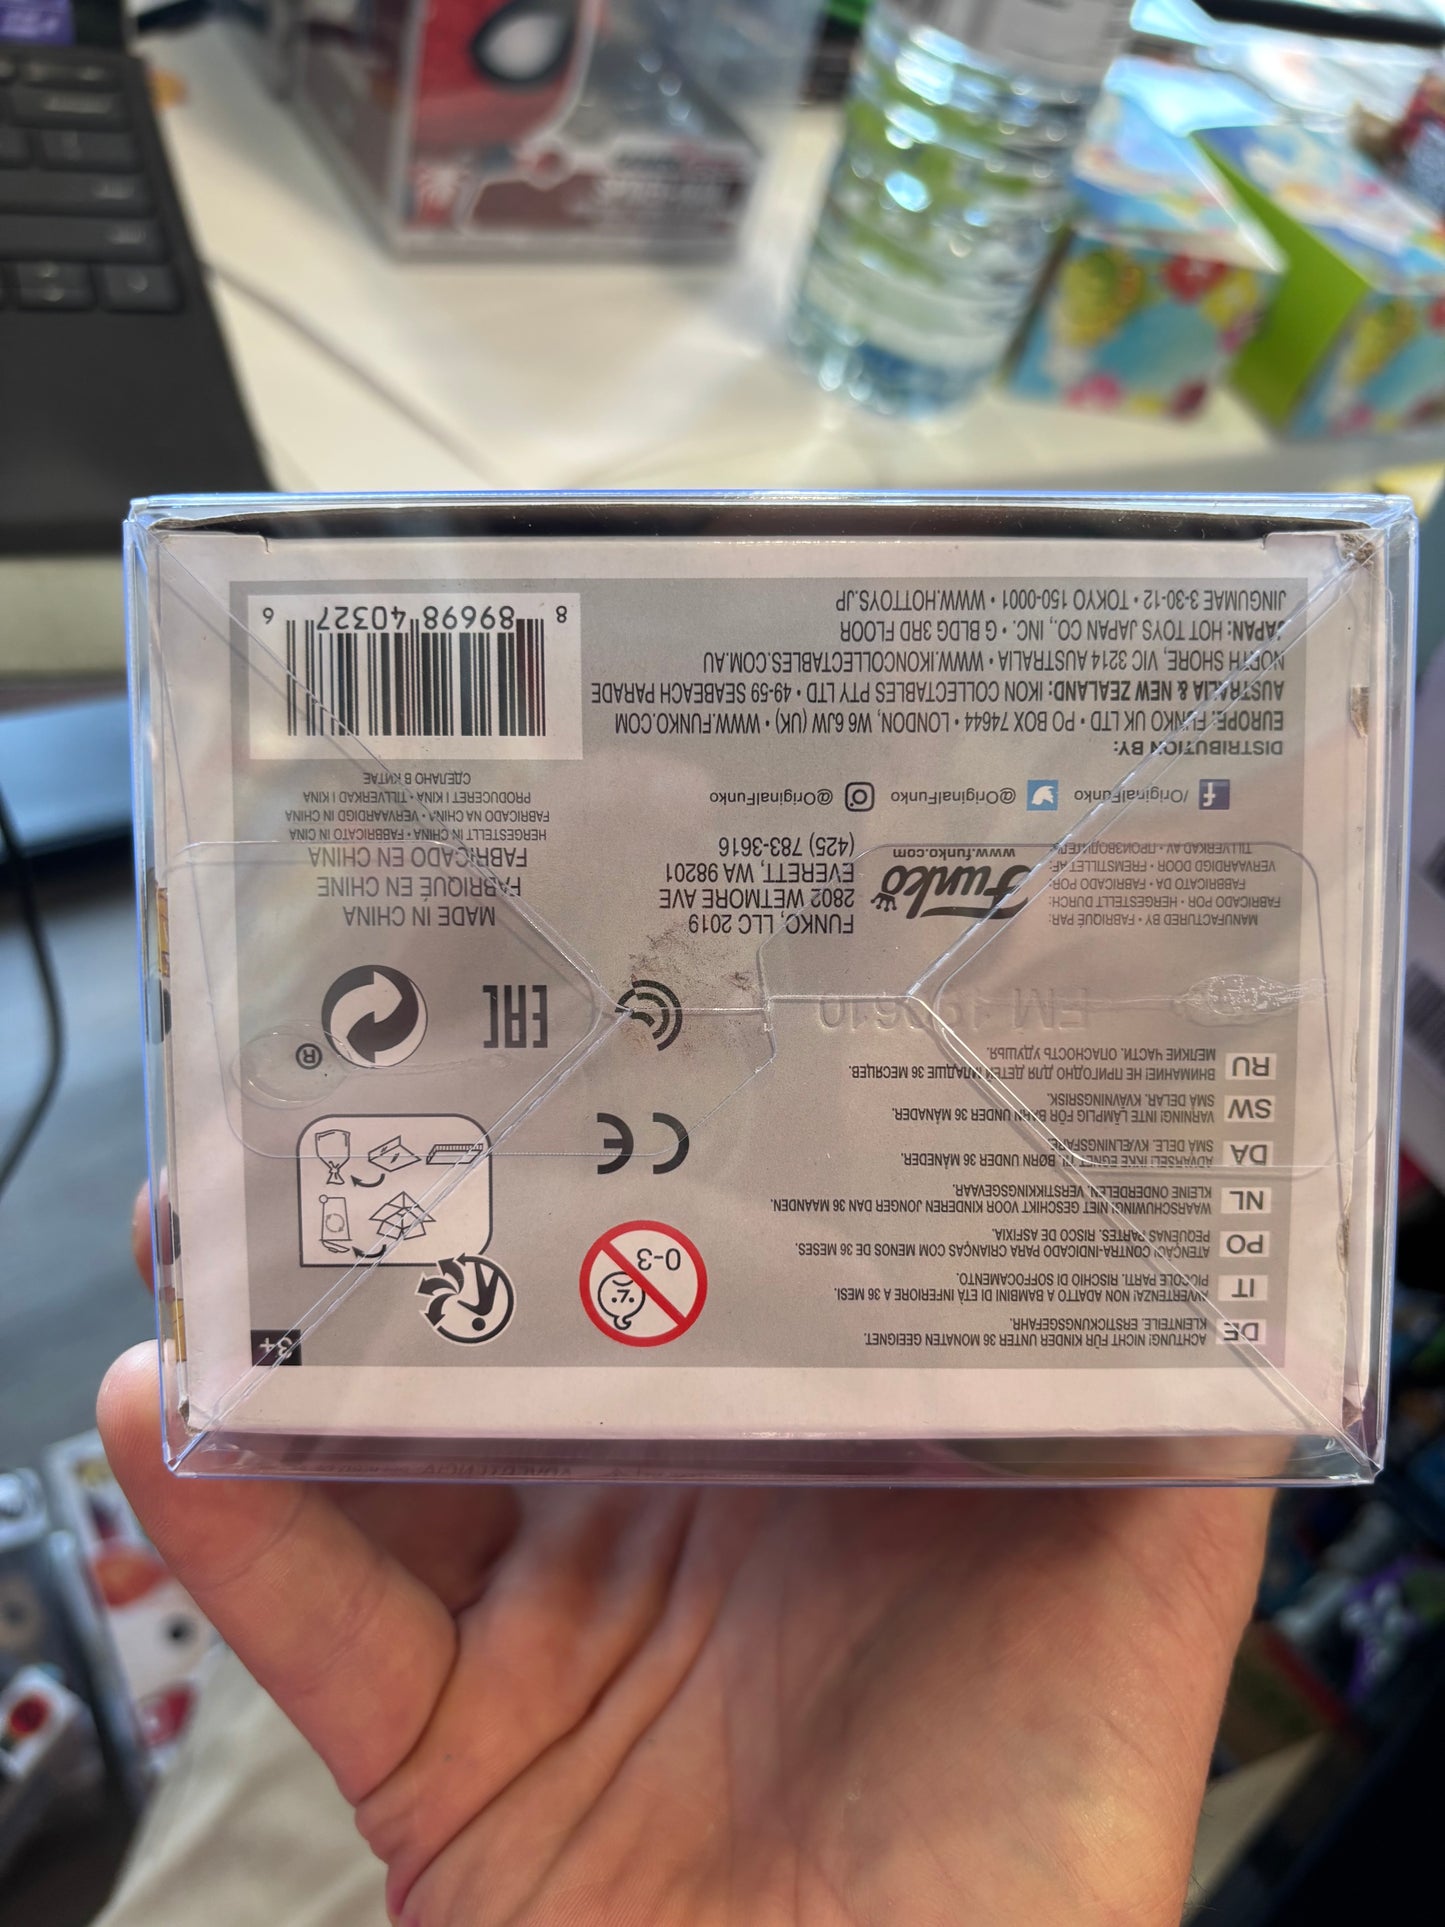 DE
ACHTUNG! NICHT FÜR KINDER UNTER 36 MONATEN GEEIGNET.
KLEINTEILE. ERSTICKUNGSGEFAHR.
IT
AVVERTENZA! NON ADATTO A BAMBINI DI ETÀ INFERIORE A 36 MESI.
PICCOLE PARTI. RISCHIO DI SOFFOCAMENTO.
PO
ATENÇÃO! CONTRA-INDICADO PARA CRIANÇAS COM MENOS DE 36 MESES.
PEQUENAS PARTES. RISCO DE ASFIXIA.
NL
WAARSCHUWING! NIET GESCHIKT VOOR KINDEREN JONGER DAN 36 MAANDEN.
KLEINE ONDERDELEN. VERSTIKKINGSGEVAAR.
DA
ADVARSEL! IKKE EGNET TIL BØRN UNDER 36 MÅNEDER.
SMÅ DELE. KVÆLNINGSFARE.
SW
VARNING! INTE LÄMPLIG FÖR BARN UNDER 36 MÅNADER.
SMÅ DELAR. KVÄVNINGSRISK.
RU
ВНИМАНИЕ! НЕ ПРИГОДНО ДЛЯ ДЕТЕЙ МЛАДШЕ 36 МЕСЯЦЕВ.
МЕЛКИЕ ЧАСТИ. ОПАСНОСТЬ УДУШЬЯ.
0-3
3+
CE
EAC
®
FM 190610
MANUFACTURED BY • FABRIQUÉ PAR:
FABRICADO POR • HERGESTELLT DURCH:
FABBRICATO DA • FABRICADO POR:
VERVAARDIGD DOOR • FREMSTILLET AF:
TILLVERKAD AV • ПРОИЗВОДИТЕЛЬ:
Funko
www.funko.com
FUNKO, LLC 2019
2802 WETMORE AVE
EVERETT, WA 98201
(425) 783-3616
MADE IN CHINA
FABRIQUÉ EN CHINE
FABRICADO EN CHINA
HERGESTELLT IN CHINA • FABBRICATO IN CINA
FABRICADO NA CHINA • VERVAARDIGD IN CHINA
PRODUCERET I KINA • TILLVERKAD I KINA
СДЕЛАНО В КИТАЕ
/OriginalFunko
@OriginalFunko
@OriginalFunko
DISTRIBUTION BY:
EUROPE: FUNKO UK LTD • PO BOX 74644 • LONDON, W6 6JW (UK) • WWW.FUNKO.COM
AUSTRALIA & NEW ZEALAND: IKON COLLECTABLES PTY LTD • 49-59 SEABEACH PARADE
NORTH SHORE, VIC 3214 AUSTRALIA • WWW.IKONCOLLECTABLES.COM.AU
JAPAN: HOT TOYS JAPAN CO., INC. • G BLDG 3RD FLOOR
JINGUMAE 3-30-12 • TOKYO 150-0001 • WWW.HOTTOYS.JP
8 89698 40327 6